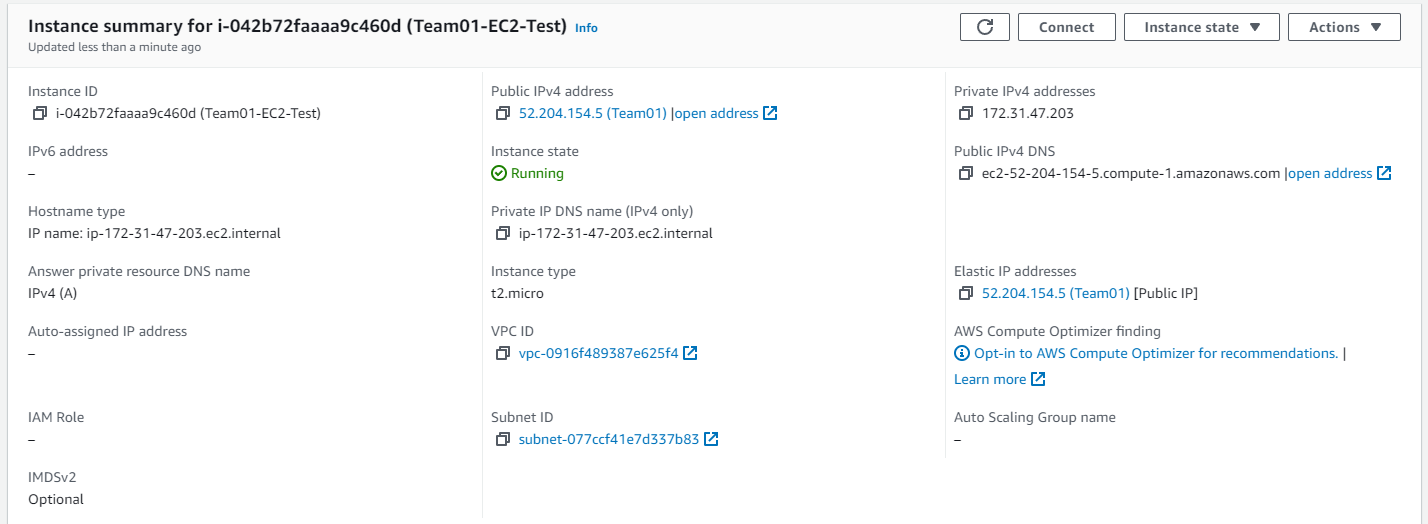 Instance summary for i-042b72faaaa9c460d (Team01-EC2-Test) Info
Updated less than a minute ago
Connect
Instance state
Actions
Instance ID
i-042b72faaaa9c460d (Team01-EC2-Test)
Public IPv4 address
52.204.154.5 (Team01) |open address
Private IPv4 addresses
172.31.47.203
IPv6 address
–
Instance state
Running
Public IPv4 DNS
ec2-52-204-154-5.compute-1.amazonaws.com |open address
Hostname type
IP name: ip-172-31-47-203.ec2.internal
Private IP DNS name (IPv4 only)
ip-172-31-47-203.ec2.internal
Answer private resource DNS name
IPv4 (A)
Instance type
t2.micro
Elastic IP addresses
52.204.154.5 (Team01) [Public IP]
Auto-assigned IP address
–
VPC ID
vpc-0916f489387e625f4
AWS Compute Optimizer finding
Opt-in to AWS Compute Optimizer for recommendations. |
Learn more
IAM Role
–
Subnet ID
subnet-077ccf41e7d337b83
Auto Scaling Group name
–
IMDSv2
Optional